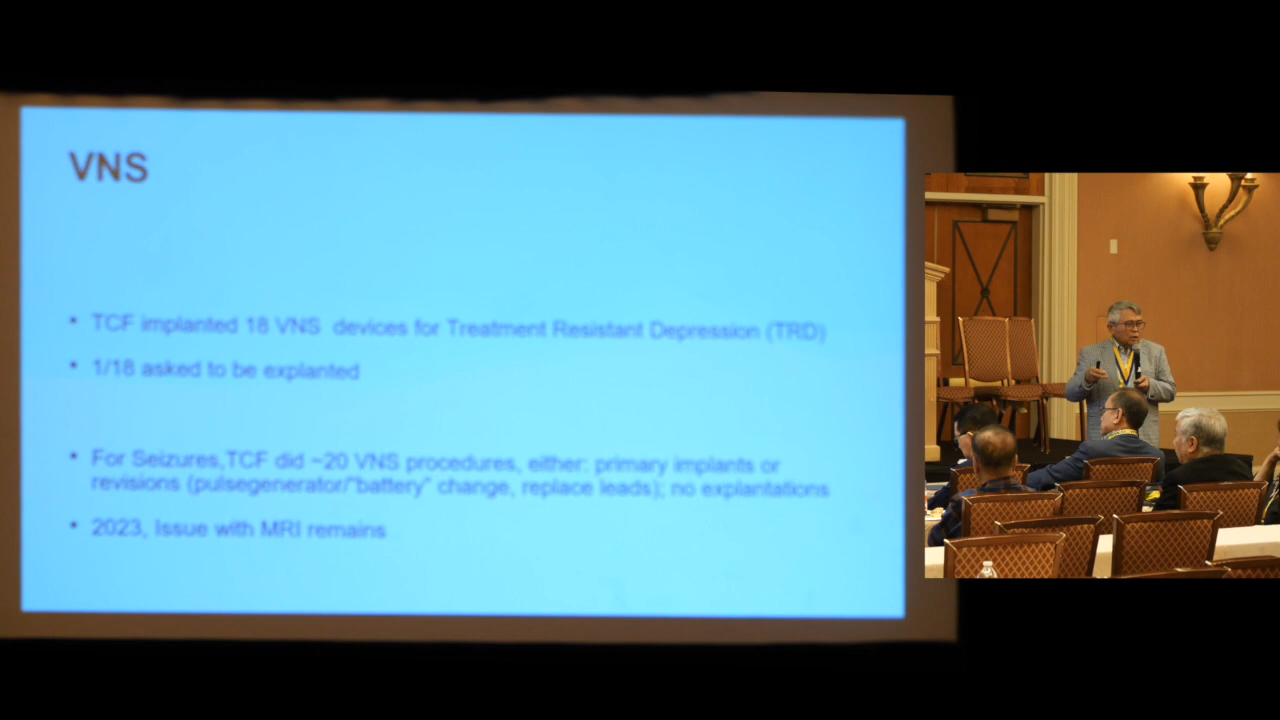 VNS
• TCF implanted 18 VNS devices for Treatment Resistant Depression (TRD)
• 1/18 asked to be explanted
• For Seizures,TCF did ~20 VNS procedures, either: primary implants or
revisions (pulsegenerator/"battery" change, replace leads); no explantations
• 2023, Issue with MRI remains